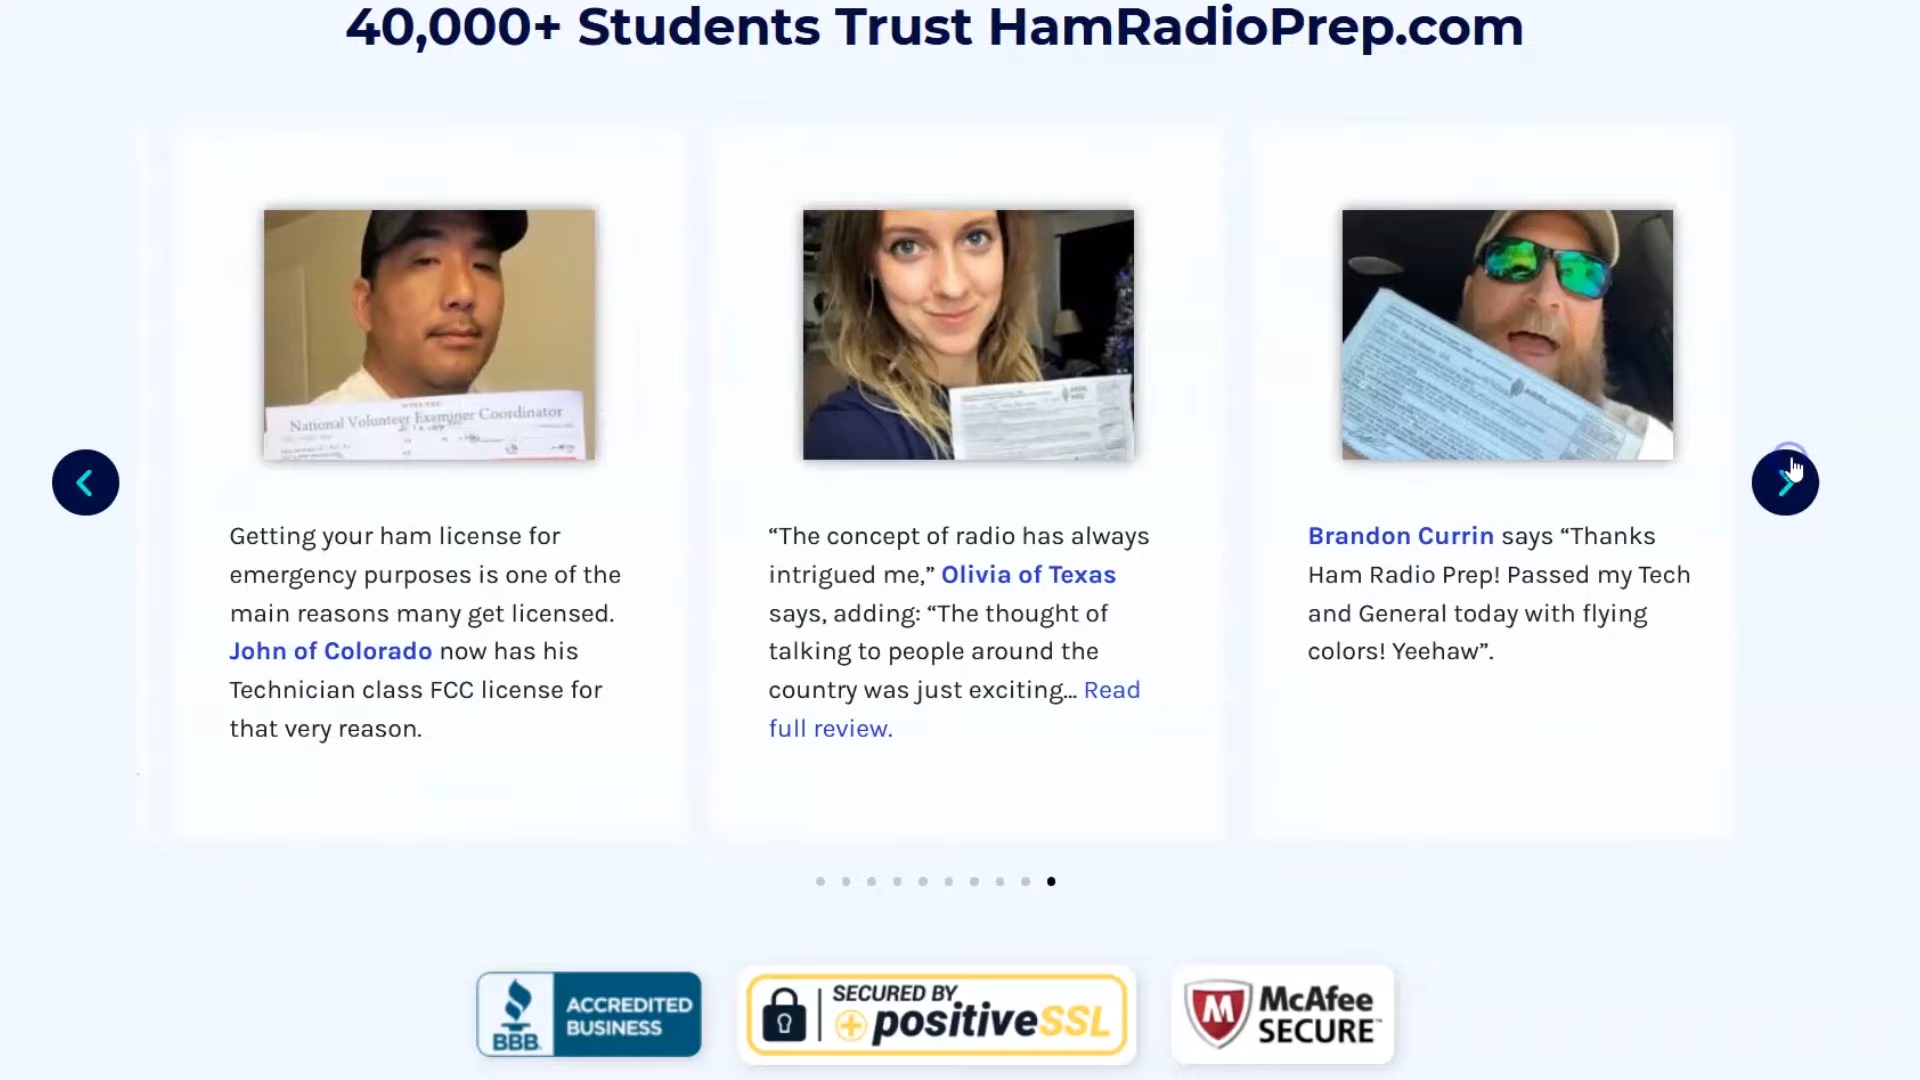 40,000+ Students Trust HamRadioPrep.com
National Volunteer Examiner Coordinator
Getting your ham license for
emergency purposes is one of the
main reasons many get licensed.
John of Colorado now has his
Technician class FCC license for
that very reason.
“The concept of radio has always
intrigued me,” Olivia of Texas
says, adding: “The thought of
talking to people around the
country was just exciting... Read
full review.
Brandon Currin says “Thanks
Ham Radio Prep! Passed my Tech
and General today with flying
colors! Yeehaw”.
BBB.
ACCREDITED
BUSINESS
SECURED BY
positiveSSL
McAfee
SECURE™